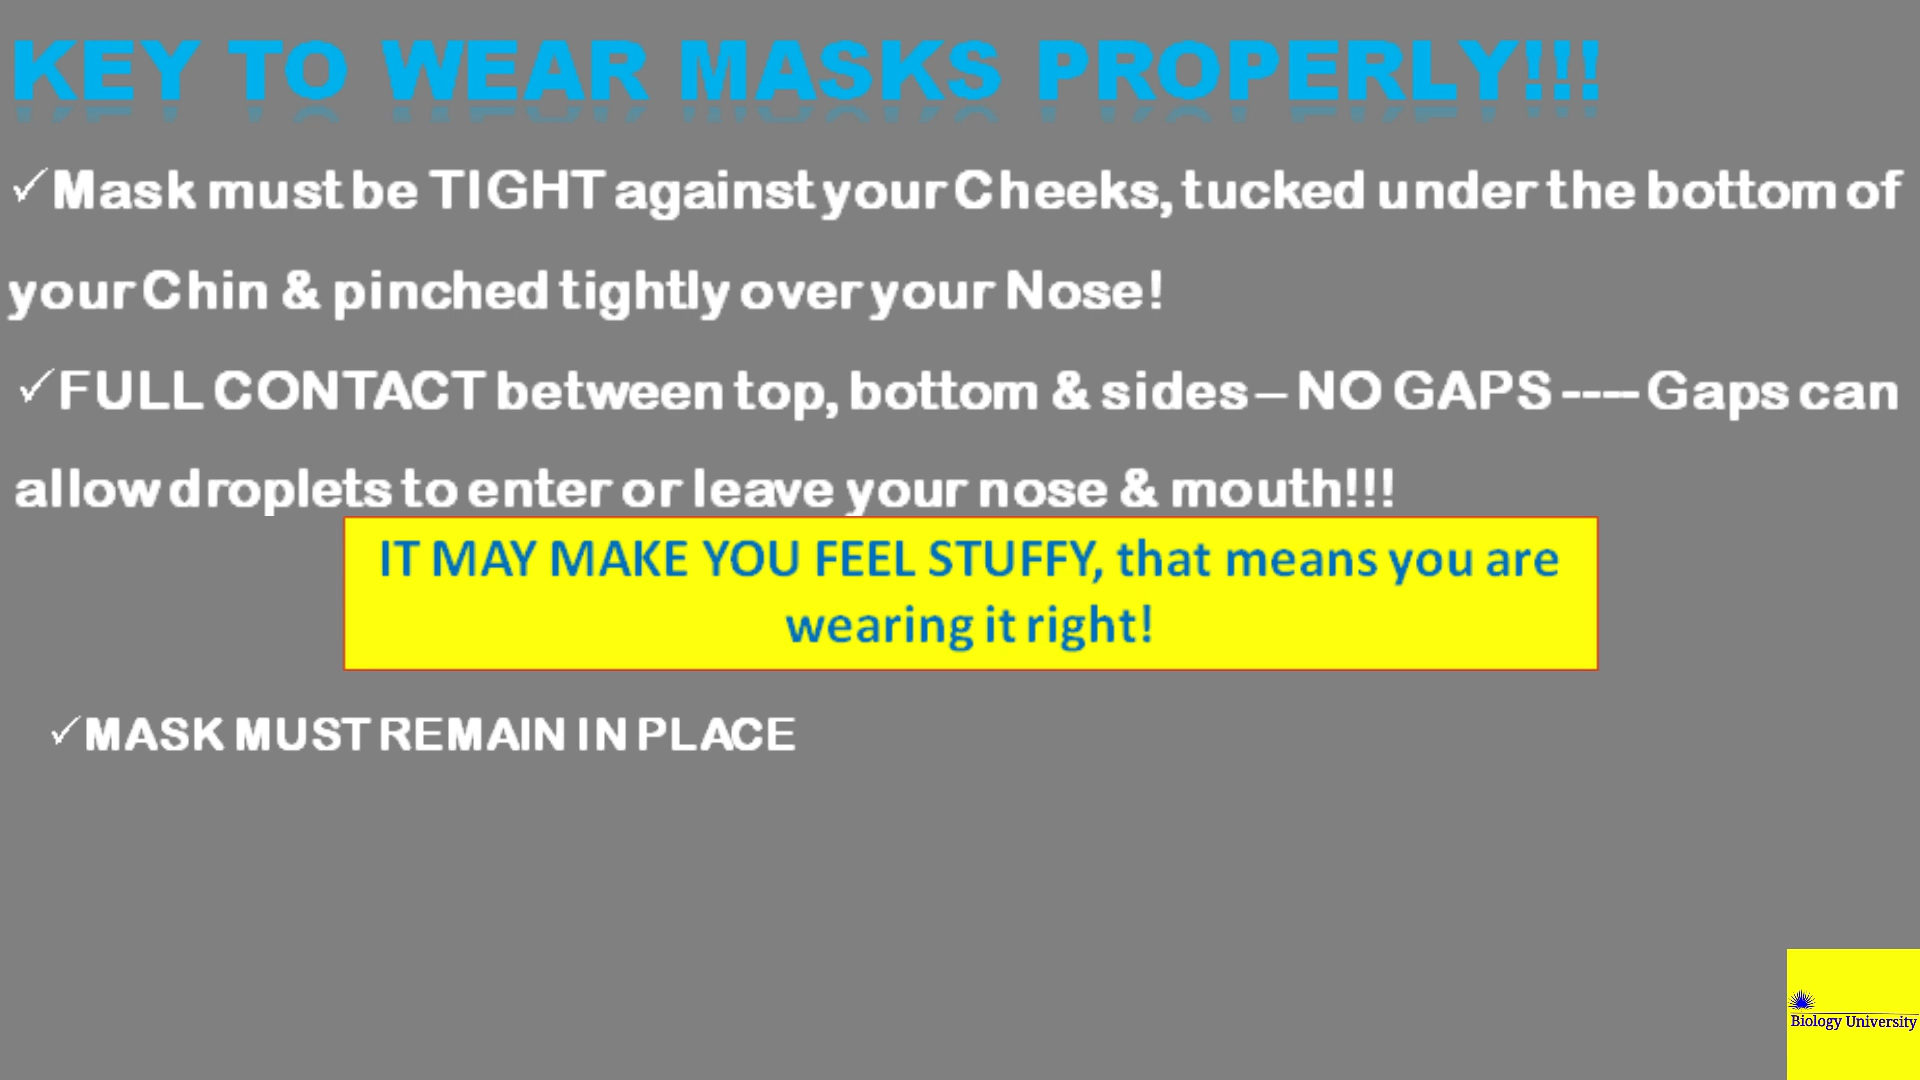 KEY TO WEAR MASKS PROPERLY!!!
✓Mask must be TIGHT against your Cheeks, tucked under the bottom of
your Chin & pinched tightly over your Nose!
✓FULL CONTACT between top, bottom & sides – NO GAPS ---- Gaps can
allow droplets to enter or leave your nose & mouth!!!
IT MAY MAKE YOU FEEL STUFFY, that means you are
wearing it right!
✓MASK MUST REMAIN IN PLACE
Biology University